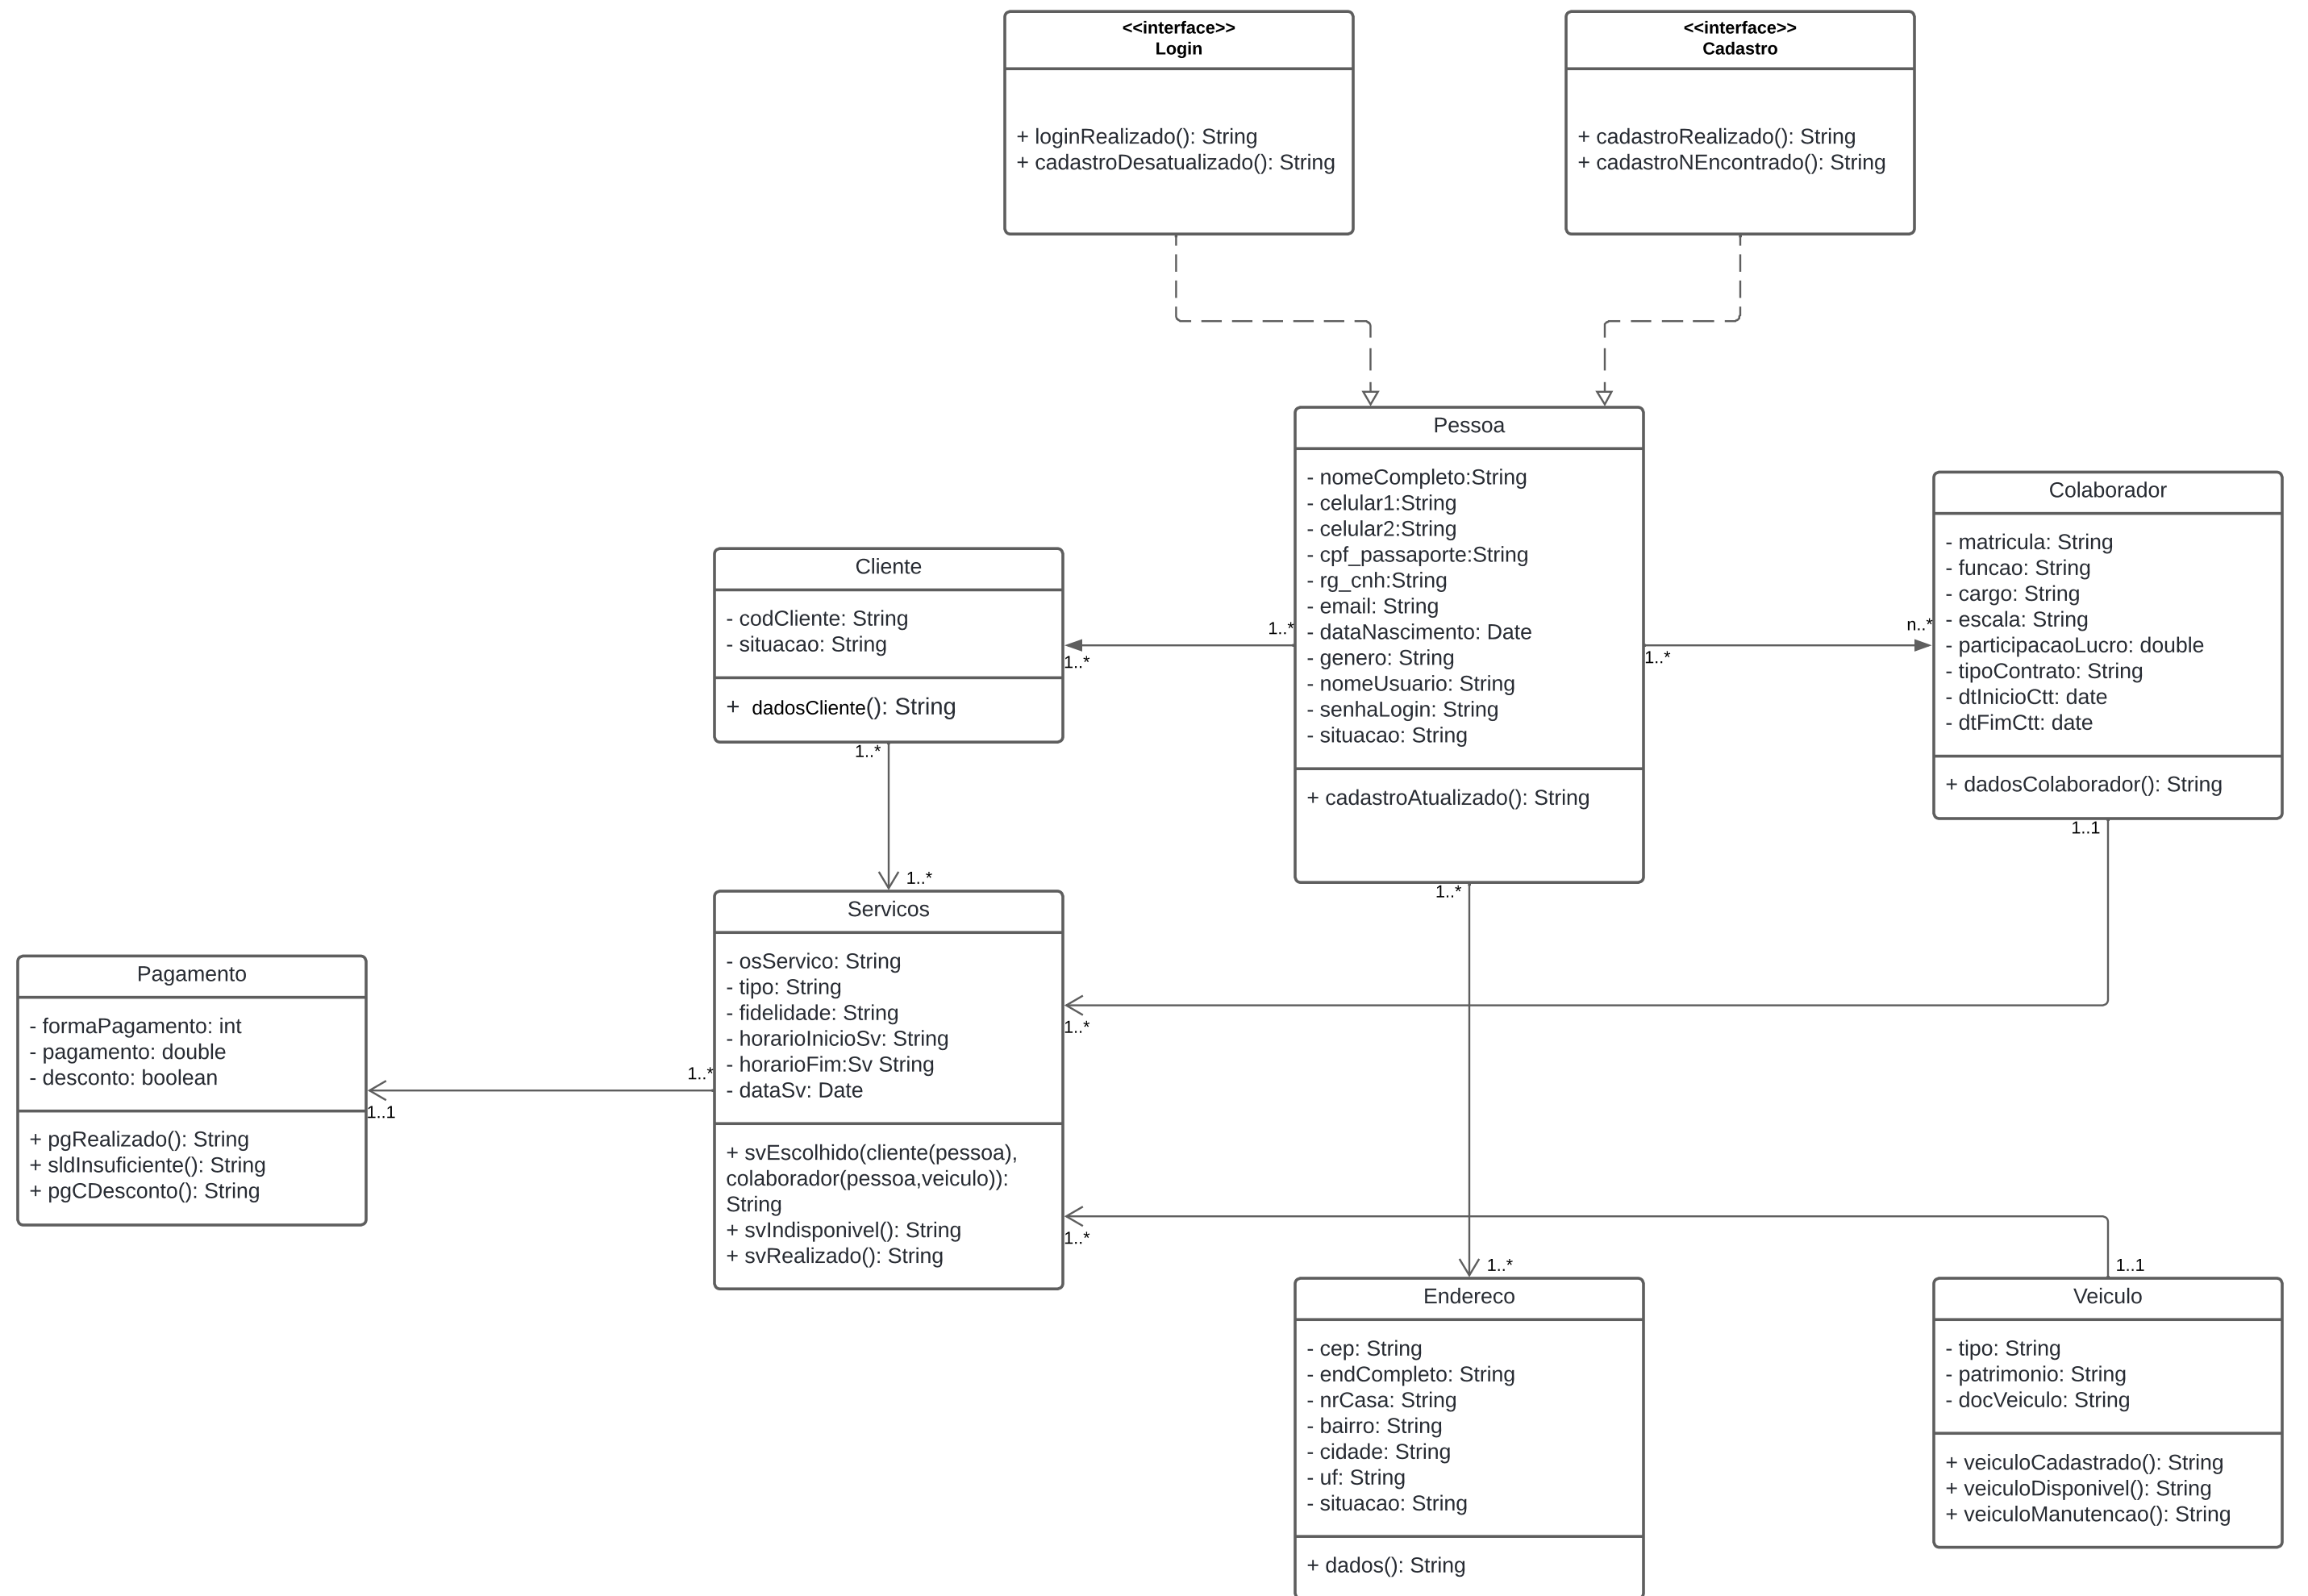 <<interface>>
Login
+ loginRealizado(): String
+ cadastroDesatualizado(): String
<<interface>>
Cadastro
+ cadastroRealizado(): String
+ cadastroNEncontrado(): String
Pessoa
- nomeCompleto:String
- celular1:String
- celular2:String
- cpf_passaporte:String
- rg_cnh:String
- email: String
- dataNascimento: Date
- genero: String
- nomeUsuario: String
- senhaLogin: String
- situacao: String
+ cadastroAtualizado(): String
Colaborador
- matricula: String
- funcao: String
- cargo: String
- escala: String
- participacaoLucro: double
- tipoContrato: String
- dtInicioCtt: date
- dtFimCtt: date
+ dadosColaborador(): String
Cliente
- codCliente: String
- situacao: String
+ dadosCliente(): String
1..*
1..*
1..*
n..*
1..*
1..*
1..1
1..*
1..*
Servicos
- osServico: String
- tipo: String
- fidelidade: String
- horarioInicioSv: String
- horarioFim:Sv String
- dataSv: Date
+ svEscolhido(cliente(pessoa),
colaborador(pessoa,veiculo)):
String
+ svIndisponivel(): String
+ svRealizado(): String
Pagamento
- formaPagamento: int
- pagamento: double
- desconto: boolean
+ pgRealizado(): String
+ sldInsuficiente(): String
+ pgCDesconto(): String
1..*
1..1
1..*
1..*
1..1
Endereco
- cep: String
- endCompleto: String
- nrCasa: String
- bairro: String
- cidade: String
- uf: String
- situacao: String
+ dados(): String
Veiculo
- tipo: String
- patrimonio: String
- docVeiculo: String
+ veiculoCadastrado(): String
+ veiculoDisponivel(): String
+ veiculoManutencao(): String